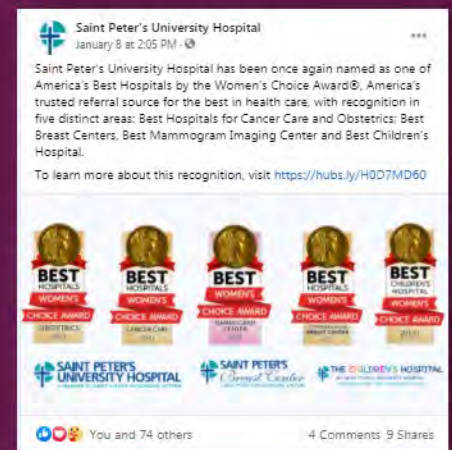 Saint Peter's University Hospital
January 8 at 2:05 PM ·
Saint Peter's University Hospital has been once again named as one of
America's Best Hospitals by the Women's Choice Award®, America's
trusted referral source for the best in health care, with recognition in
five distinct areas: Best Hospitals for Cancer Care and Obstetrics: Best
Breast Centers, Best Mammogram Imaging Center and Best Children's
Hospital.
To learn more about this recognition, visit https://hubs.ly/H0D7MD60
BEST HOSPITALS WOMEN'S CHOICE AWARD OBSTETRICS 2021
BEST HOSPITALS WOMEN'S CHOICE AWARD CANCER CARE 2021
BEST WOMEN'S CHOICE AWARD MAMMOGRAM CENTER
BEST HOSPITALS WOMEN'S CHOICE AWARD BREAST CENTER
BEST CHILDREN'S HOSPITAL WOMEN'S CHOICE AWARD
SAINT PETER'S
UNIVERSITY HOSPITAL
SAINT PETER'S
Breast Center
THE CHILDREN'S HOSPITAL
You and 74 others
4 Comments 9 Shares